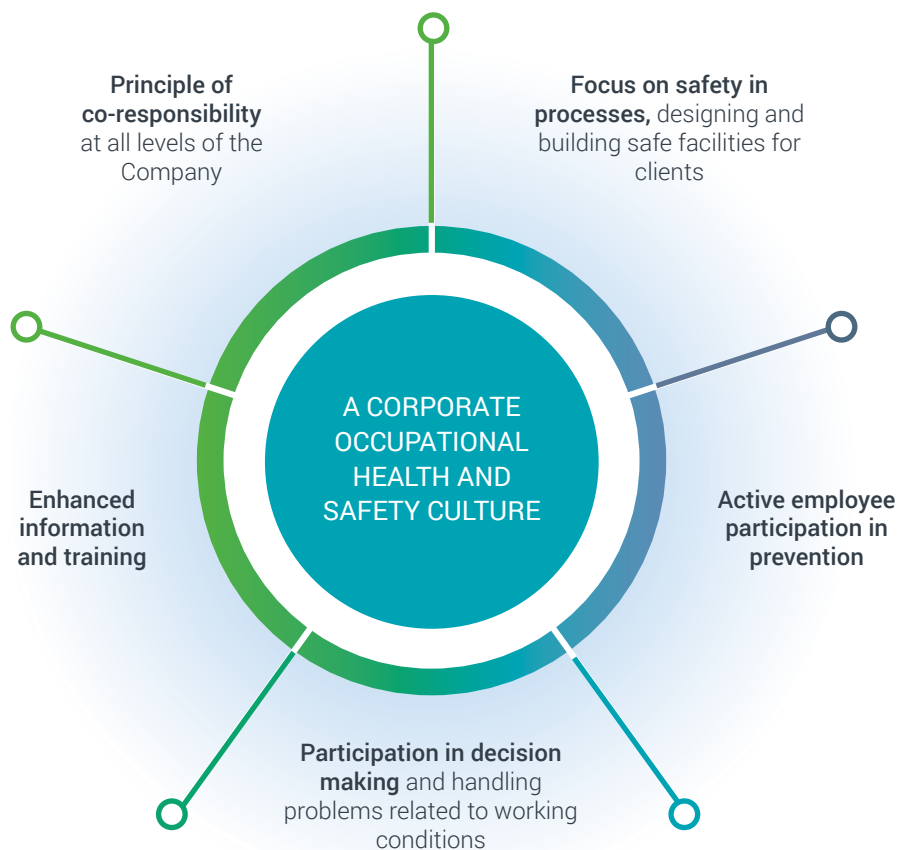 Principle of
co-responsibility
at all levels of the
Company
Focus on safety in
processes, designing and
building safe facilities for
clients
A CORPORATE
OCCUPATIONAL
HEALTH AND
SAFETY CULTURE
Enhanced
information
and training
Active employee
participation in
prevention
Participation in decision
making and handling
problems related to working
conditions